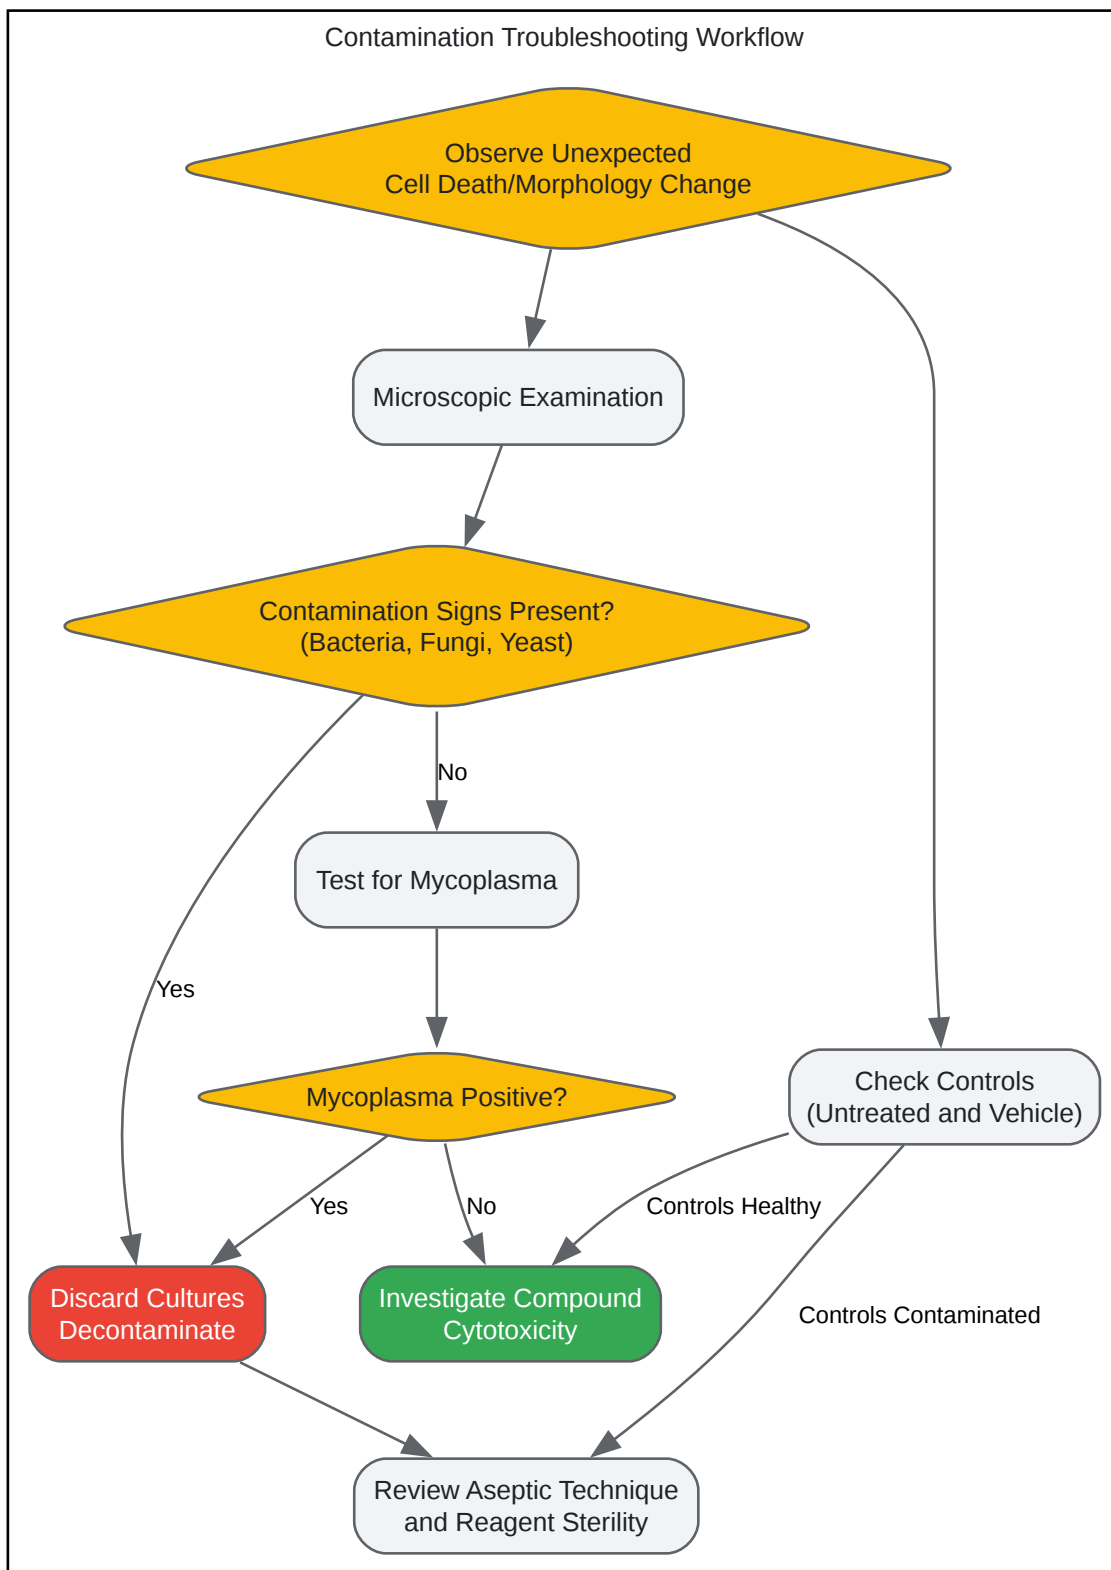 Contamination Troubleshooting Workflow
Observe Unexpected
Cell Death/Morphology Change
Microscopic Examination
Contamination Signs Present?
(Bacteria, Fungi, Yeast)
No
Test for Mycoplasma
Yes
Mycoplasma Positive?
Check Controls
(Untreated and Vehicle)
Yes
No
Controls Healthy
Discard Cultures
Decontaminate
Investigate Compound
Cytotoxicity
Controls Contaminated
Review Aseptic Technique
and Reagent Sterility